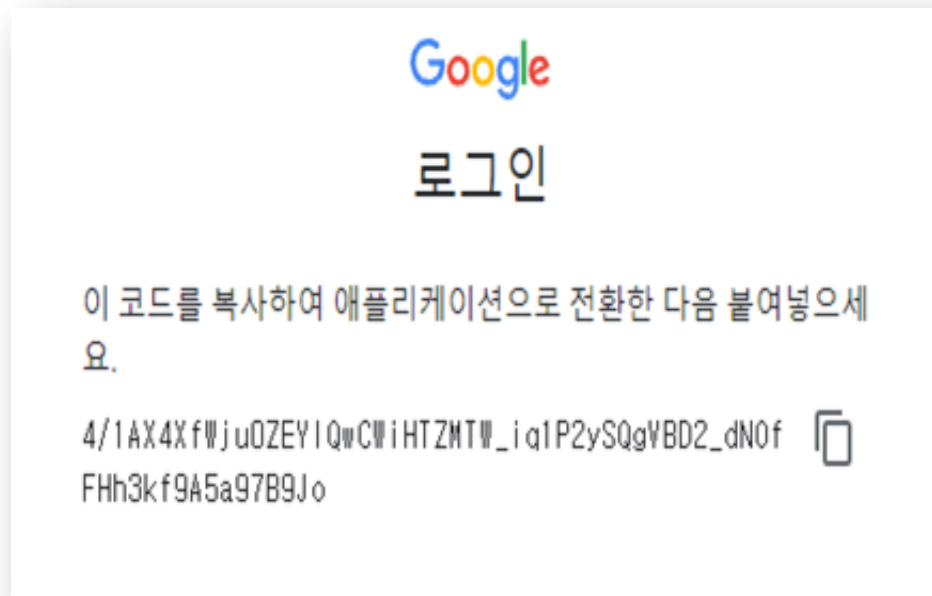 Google
로그인
이 코드를 복사하여 애플리케이션으로 전환한 다음 붙여넣으세
요.
4/1AX4XfWjuOZEYIQwCWiHTZMTW_iq1P2ySQgVBD2_dNOf
FHh3kf9A5a97B9Jo